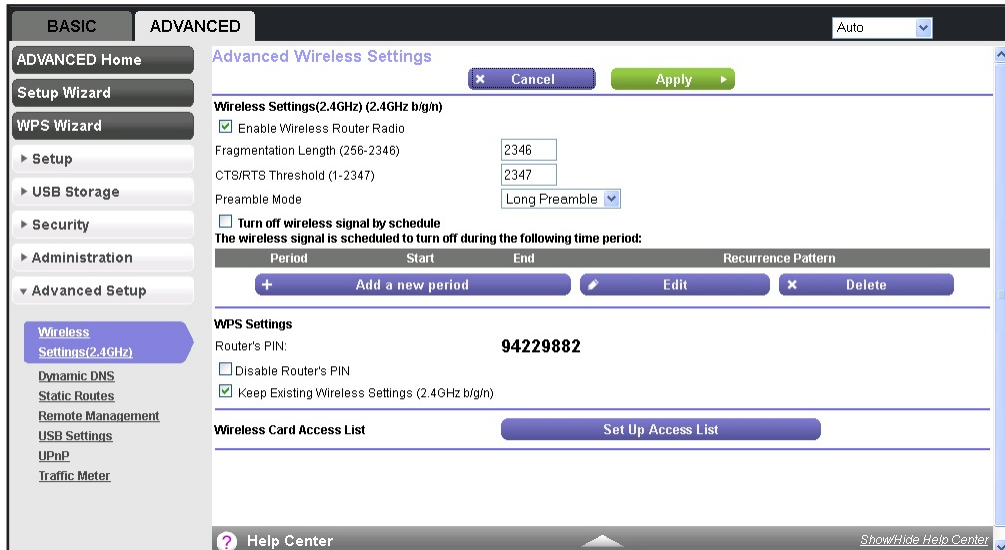 BASIC
ADVANCED
Auto
ADVANCED Home
Setup Wizard
WPS Wizard
Setup
USB Storage
Security
Administration
Advanced Setup
Wireless
Settings(2.4GHz)
Dynamic DNS
Static Routes
Remote Management
USB Settings
UPnP
Traffic Meter
Advanced Wireless Settings
Cancel
Apply
Wireless Settings(2.4GHz) (2.4GHz b/g/n)
Enable Wireless Router Radio
Fragmentation Length (256-2346) 2346
CTS/RTS Threshold (1-2347) 2347
Preamble Mode Long Preamble
Turn off wireless signal by schedule
The wireless signal is scheduled to turn off during the following time period:
Period Start End Recurrence Pattern
Add a new period Edit Delete
WPS Settings
Router's PIN: 94229882
Disable Router's PIN
Keep Existing Wireless Settings (2.4GHz b/g/n)
Wireless Card Access List Set Up Access List
? Help Center Show/Hide Help Center